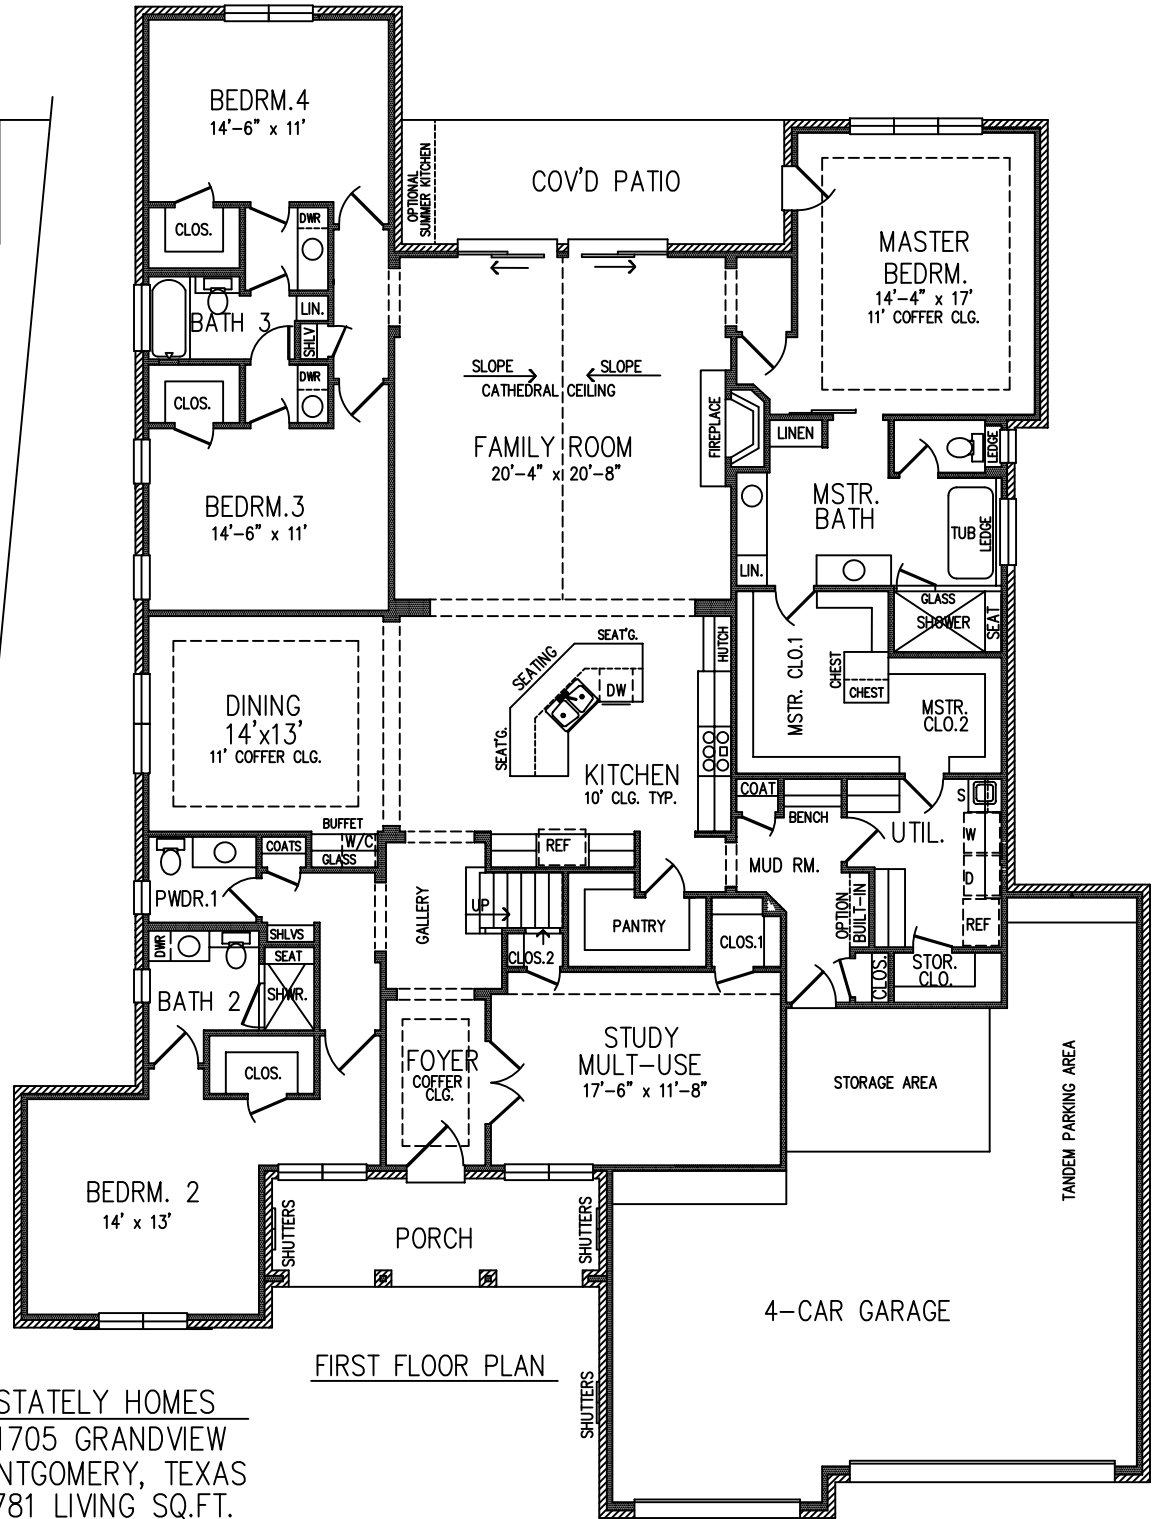 BEDRM.4
14'-6" x 11'
OPTIONAL
SUMMER KITCHEN
COV'D PATIO
CLOS.
DWR
MASTER
BEDRM.
14'-4" x 17'
11' COFFER CLG.
BATH 3
LIN.
SHLV
SLOPE
SLOPE
CATHEDRAL CEILING
DWR
CLOS.
FIREPLACE
LINEN
LEDGE
FAMILY ROOM
20'-4" x 20'-8"
BEDRM.3
14'-6" x 11'
MSTR.
BATH
TUB
LEDGE
LIN.
GLASS
SHOWER
SEAT
SEAT'G.
SEATING
HUTCH
DW
SEAT'G.
MSTR. CLO.1
CHEST
CHEST
MSTR.
CLO.2
DINING
14'x13'
11' COFFER CLG.
KITCHEN
10' CLG. TYP.
COAT
BENCH
S
UTIL.
W
D
REF
BUFFET
W/C
GLASS
COATS
REF
MUD RM.
PWDR.1
GALLERY
UP
PANTRY
OPTION
BUILT-IN
SHLVS
DWR
SEAT
CLOS.1
CLOS.2
CLOS.
STOR.
CLO.
BATH 2
SHWR.
CLOS.
FOYER
COFFER
CLG.
STUDY
MULT-USE
17'-6" x 11'-8"
STORAGE AREA
TANDEM PARKING AREA
BEDRM. 2
14' x 13'
SHUTTERS
PORCH
SHUTTERS
4-CAR GARAGE
FIRST FLOOR PLAN
SHUTTERS
STATELY HOMES
1705 GRANDVIEW
NTGOMERY, TEXAS
781 LIVING SQ.FT.